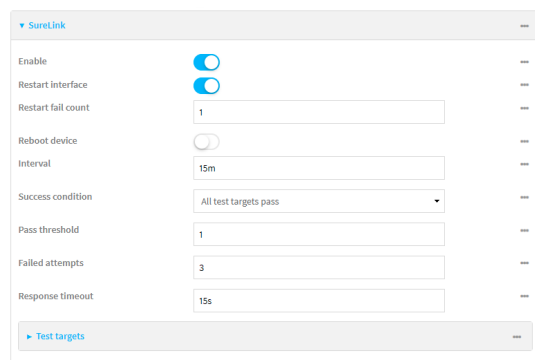 SureLink
Enable
Restart interface
Restart fail count 1
Reboot device
Interval 15m
Success condition All test targets pass
Pass threshold 1
Failed attempts 3
Response timeout 15s
Test targets